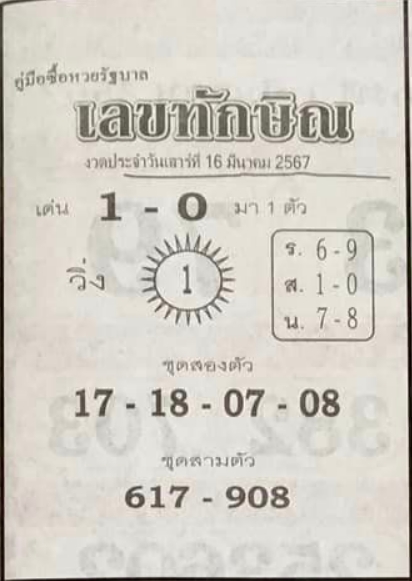 คู่มือซื้อหวยรัฐบาล
เลขทักษิณ
งวดประจำวันเสาร์ที่ 16 มีนาคม 2567
เด่น 1 - 0 มา 1 ตัว
วิ่ง 1
ร. 6 - 9
ส. 1 - 0
น. 7 - 8
ชุดสองตัว
17 - 18 - 07 - 08
ชุดสามตัว
617 - 908